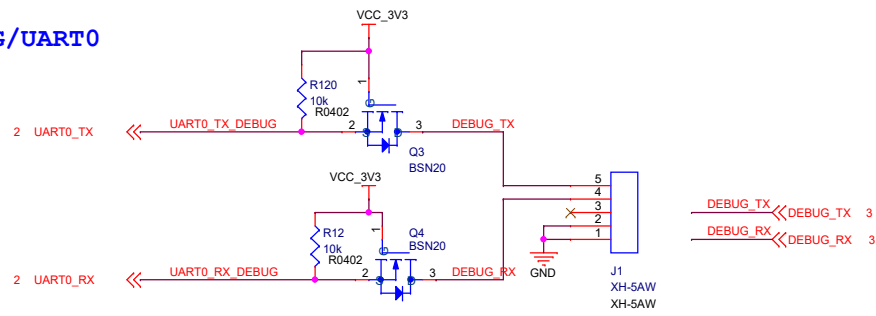 G/UART0
VCC_3V3
R120
10k
R0402
1
G
2 UART0_TX
UART0_TX_DEBUG
2
3
DEBUG_TX
Q3
BSN20
VCC_3V3
R12
10k
R0402
1
G
Q4
BSN20
2 UART0_RX
UART0_RX_DEBUG
2
3
DEBUG_RX
5
4
3
2
1
GND
J1
XH-5AW
XH-5AW
DEBUG_TX
DEBUG_TX 3
DEBUG_RX
DEBUG_RX 3